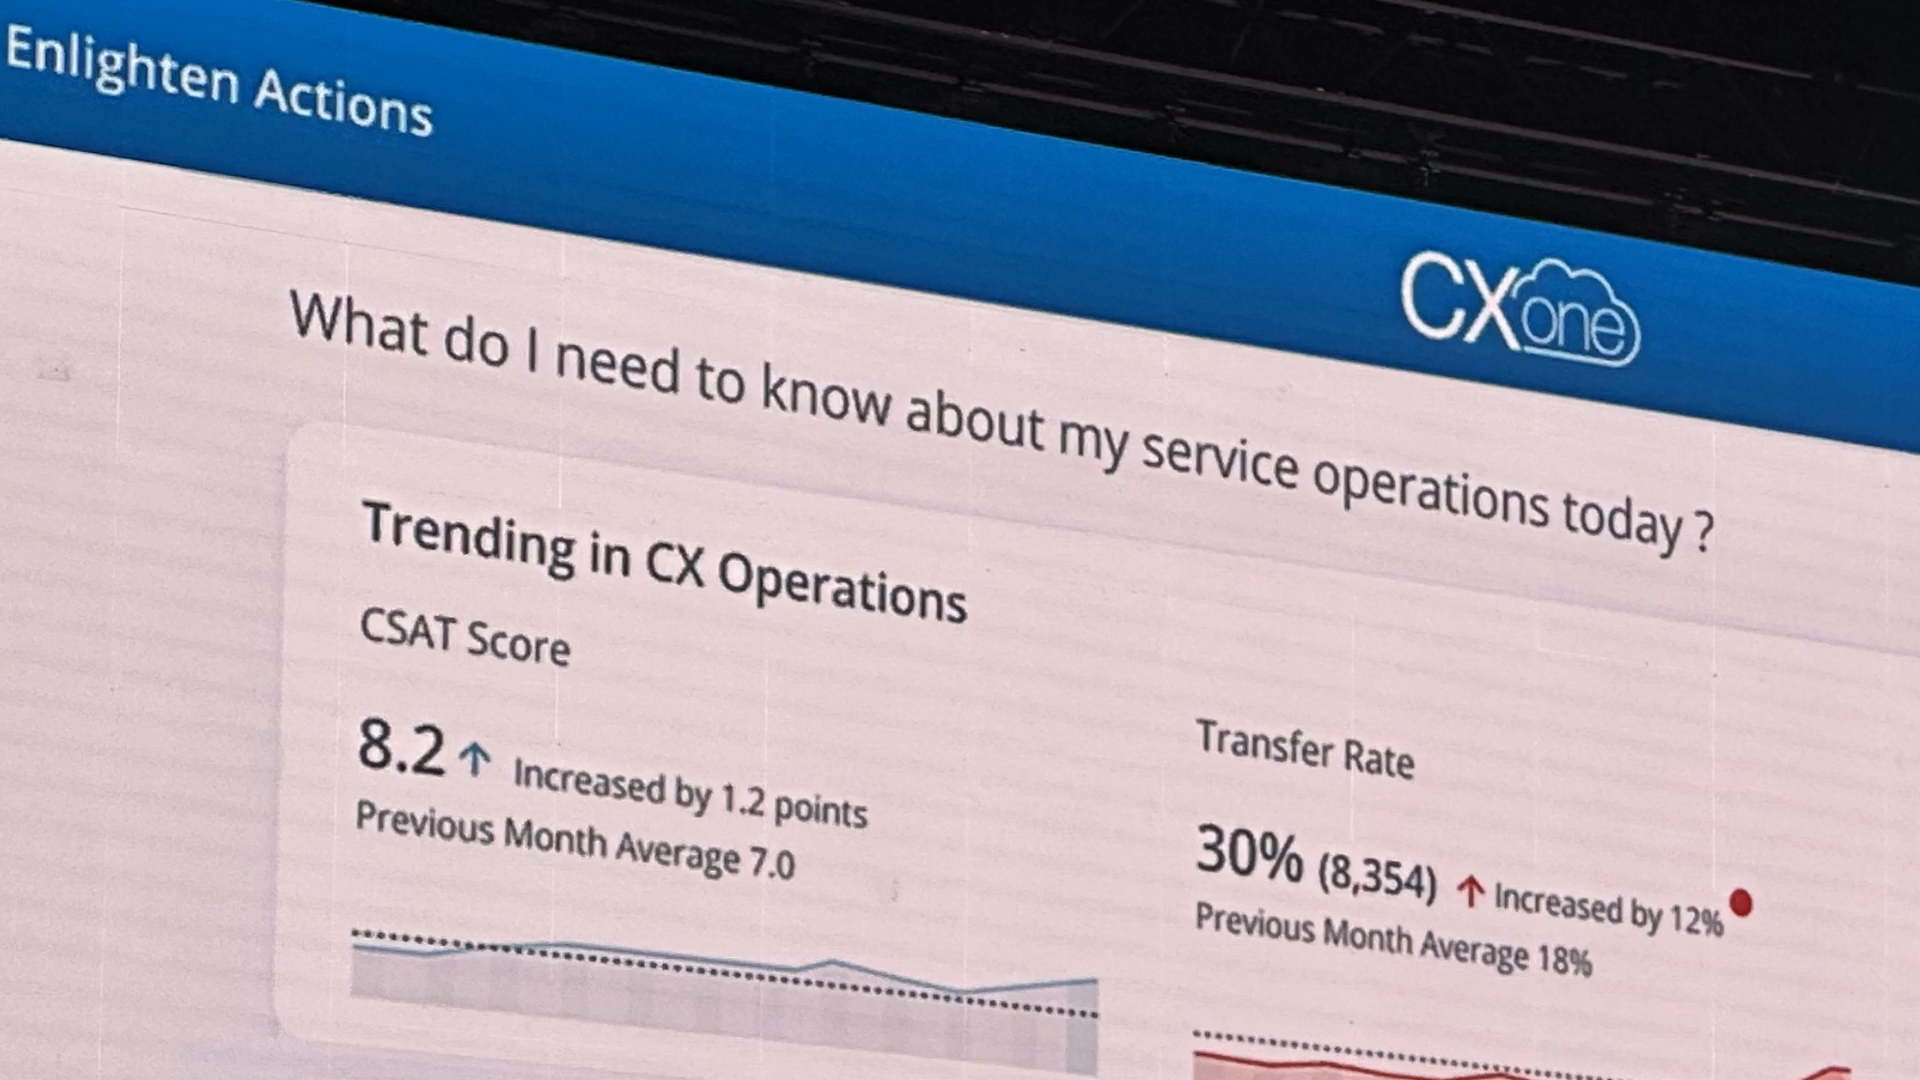 Enlighten Actions
CXone
What do I need to know about my service operations today ?
Trending in CX Operations
CSAT Score
8.2 ↑ Increased by 1.2 points
Previous Month Average 7.0
Transfer Rate
30% (8,354) ↑ Increased by 12%
Previous Month Average 18%